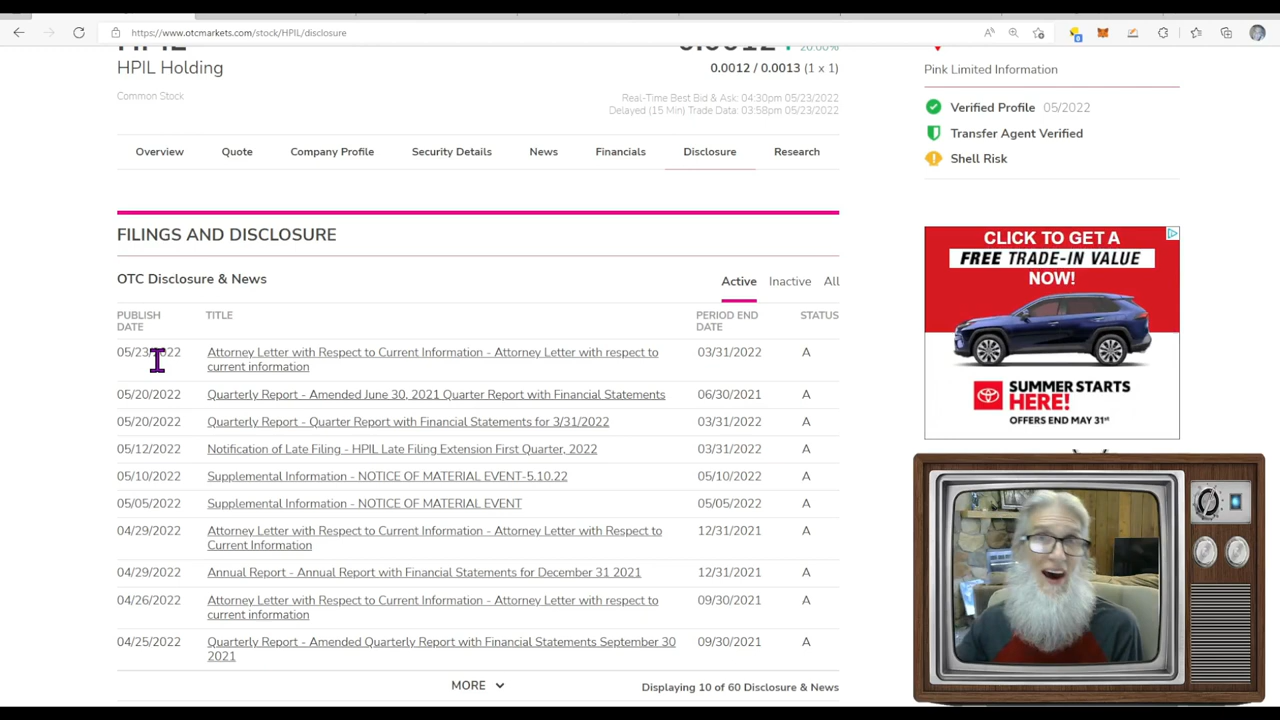 https://www.otcmarkets.com/stock/HPIL/disclosure
HPIL
0.0012 20.00%
HPIL Holding
0.0012 / 0.0013 (1 x 1)
Pink Limited Information
Common Stock
Real-Time Best Bid & Ask: 04:30pm 05/23/2022
Delayed (15 Min) Trade Data: 03:58pm 05/23/2022
Verified Profile 05/2022
Transfer Agent Verified
Shell Risk
Overview Quote Company Profile Security Details News Financials Disclosure Research
FILINGS AND DISCLOSURE
OTC Disclosure & News
Active Inactive All
PUBLISH DATE TITLE PERIOD END DATE STATUS
05/23/2022 Attorney Letter with Respect to Current Information - Attorney Letter with respect to 03/31/2022 A
current information
05/20/2022 Quarterly Report - Amended June 30, 2021 Quarter Report with Financial Statements 06/30/2021 A
05/20/2022 Quarterly Report - Quarter Report with Financial Statements for 3/31/2022 03/31/2022 A
05/12/2022 Notification of Late Filing - HPIL Late Filing Extension First Quarter, 2022 03/31/2022 A
05/10/2022 Supplemental Information - NOTICE OF MATERIAL EVENT-5.10.22 05/10/2022 A
05/05/2022 Supplemental Information - NOTICE OF MATERIAL EVENT 05/05/2022 A
04/29/2022 Attorney Letter with Respect to Current Information - Attorney Letter with Respect to 12/31/2021 A
Current Information
04/29/2022 Annual Report - Annual Report with Financial Statements for December 31 2021 12/31/2021 A
04/26/2022 Attorney Letter with Respect to Current Information - Attorney Letter with respect to 09/30/2021 A
current information
04/25/2022 Quarterly Report - Amended Quarterly Report with Financial Statements September 30 09/30/2021 A
2021
MORE
Displaying 10 of 60 Disclosure & News
CLICK TO GET A
FREE TRADE-IN VALUE
NOW!
SUMMER STARTS
HERE!
OFFERS END MAY 31st